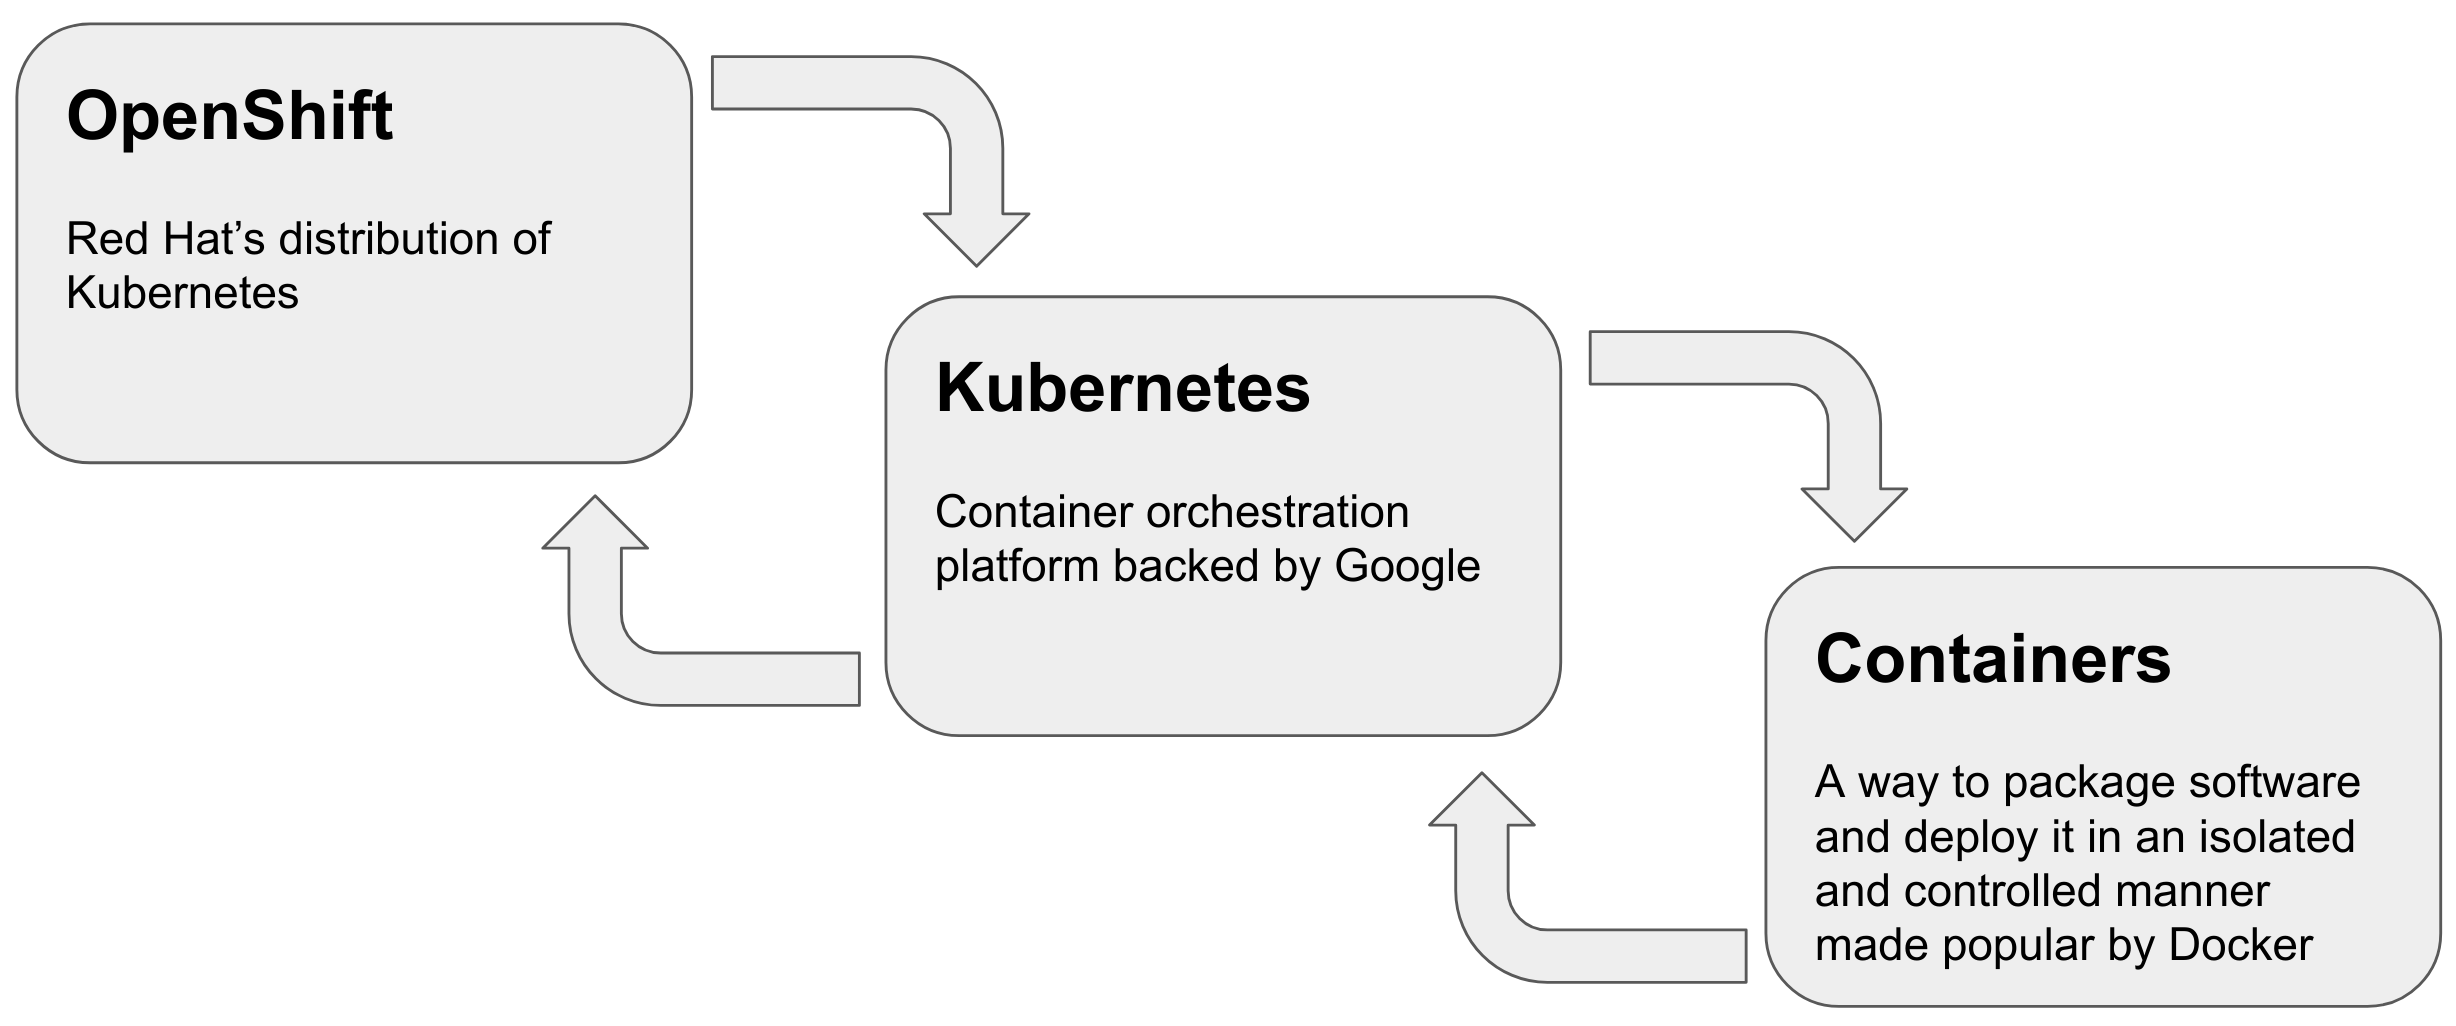 OpenShift
Red Hat’s distribution of
Kubernetes
Kubernetes
Container orchestration
platform backed by Google
Containers
A way to package software
and deploy it in an isolated
and controlled manner
made popular by Docker